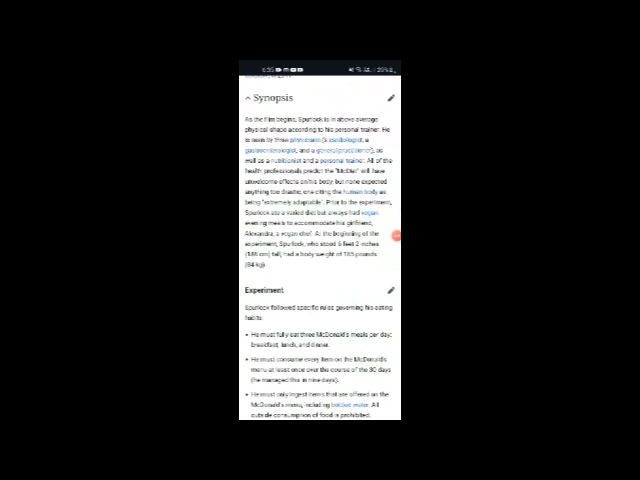 Synopsis
As the film begins, Spurlock is in above average
physical shape according to his personal trainer. He
is seen by three physicians (a cardiologist, a
gastroenterologist, and a general practitioner), as
well as a nutritionist and a personal trainer. All of the
health professionals predict the "McDiet" will have
unwelcome effects on his body, but none expected
anything too drastic, one citing the human body as
being "extremely adaptable". Prior to the experiment,
Spurlock ate a varied diet but always had vegan
evening meals to accommodate his girlfriend,
Alexandra, a vegan chef. At the beginning of the
experiment, Spurlock, who stood 6 feet 2 inches
(188 cm) tall, had a body weight of 185 pounds
(84 kg).
Experiment
Spurlock followed specific rules governing his eating
habits:
• He must fully eat three McDonald's meals per day:
breakfast, lunch, and dinner.
• He must consume every item on the McDonald's
menu at least once over the course of the 30 days
(he managed this in nine days).
• He must only ingest items that are offered on the
McDonald's menu, including bottled water. All
outside consumption of food is prohibited.